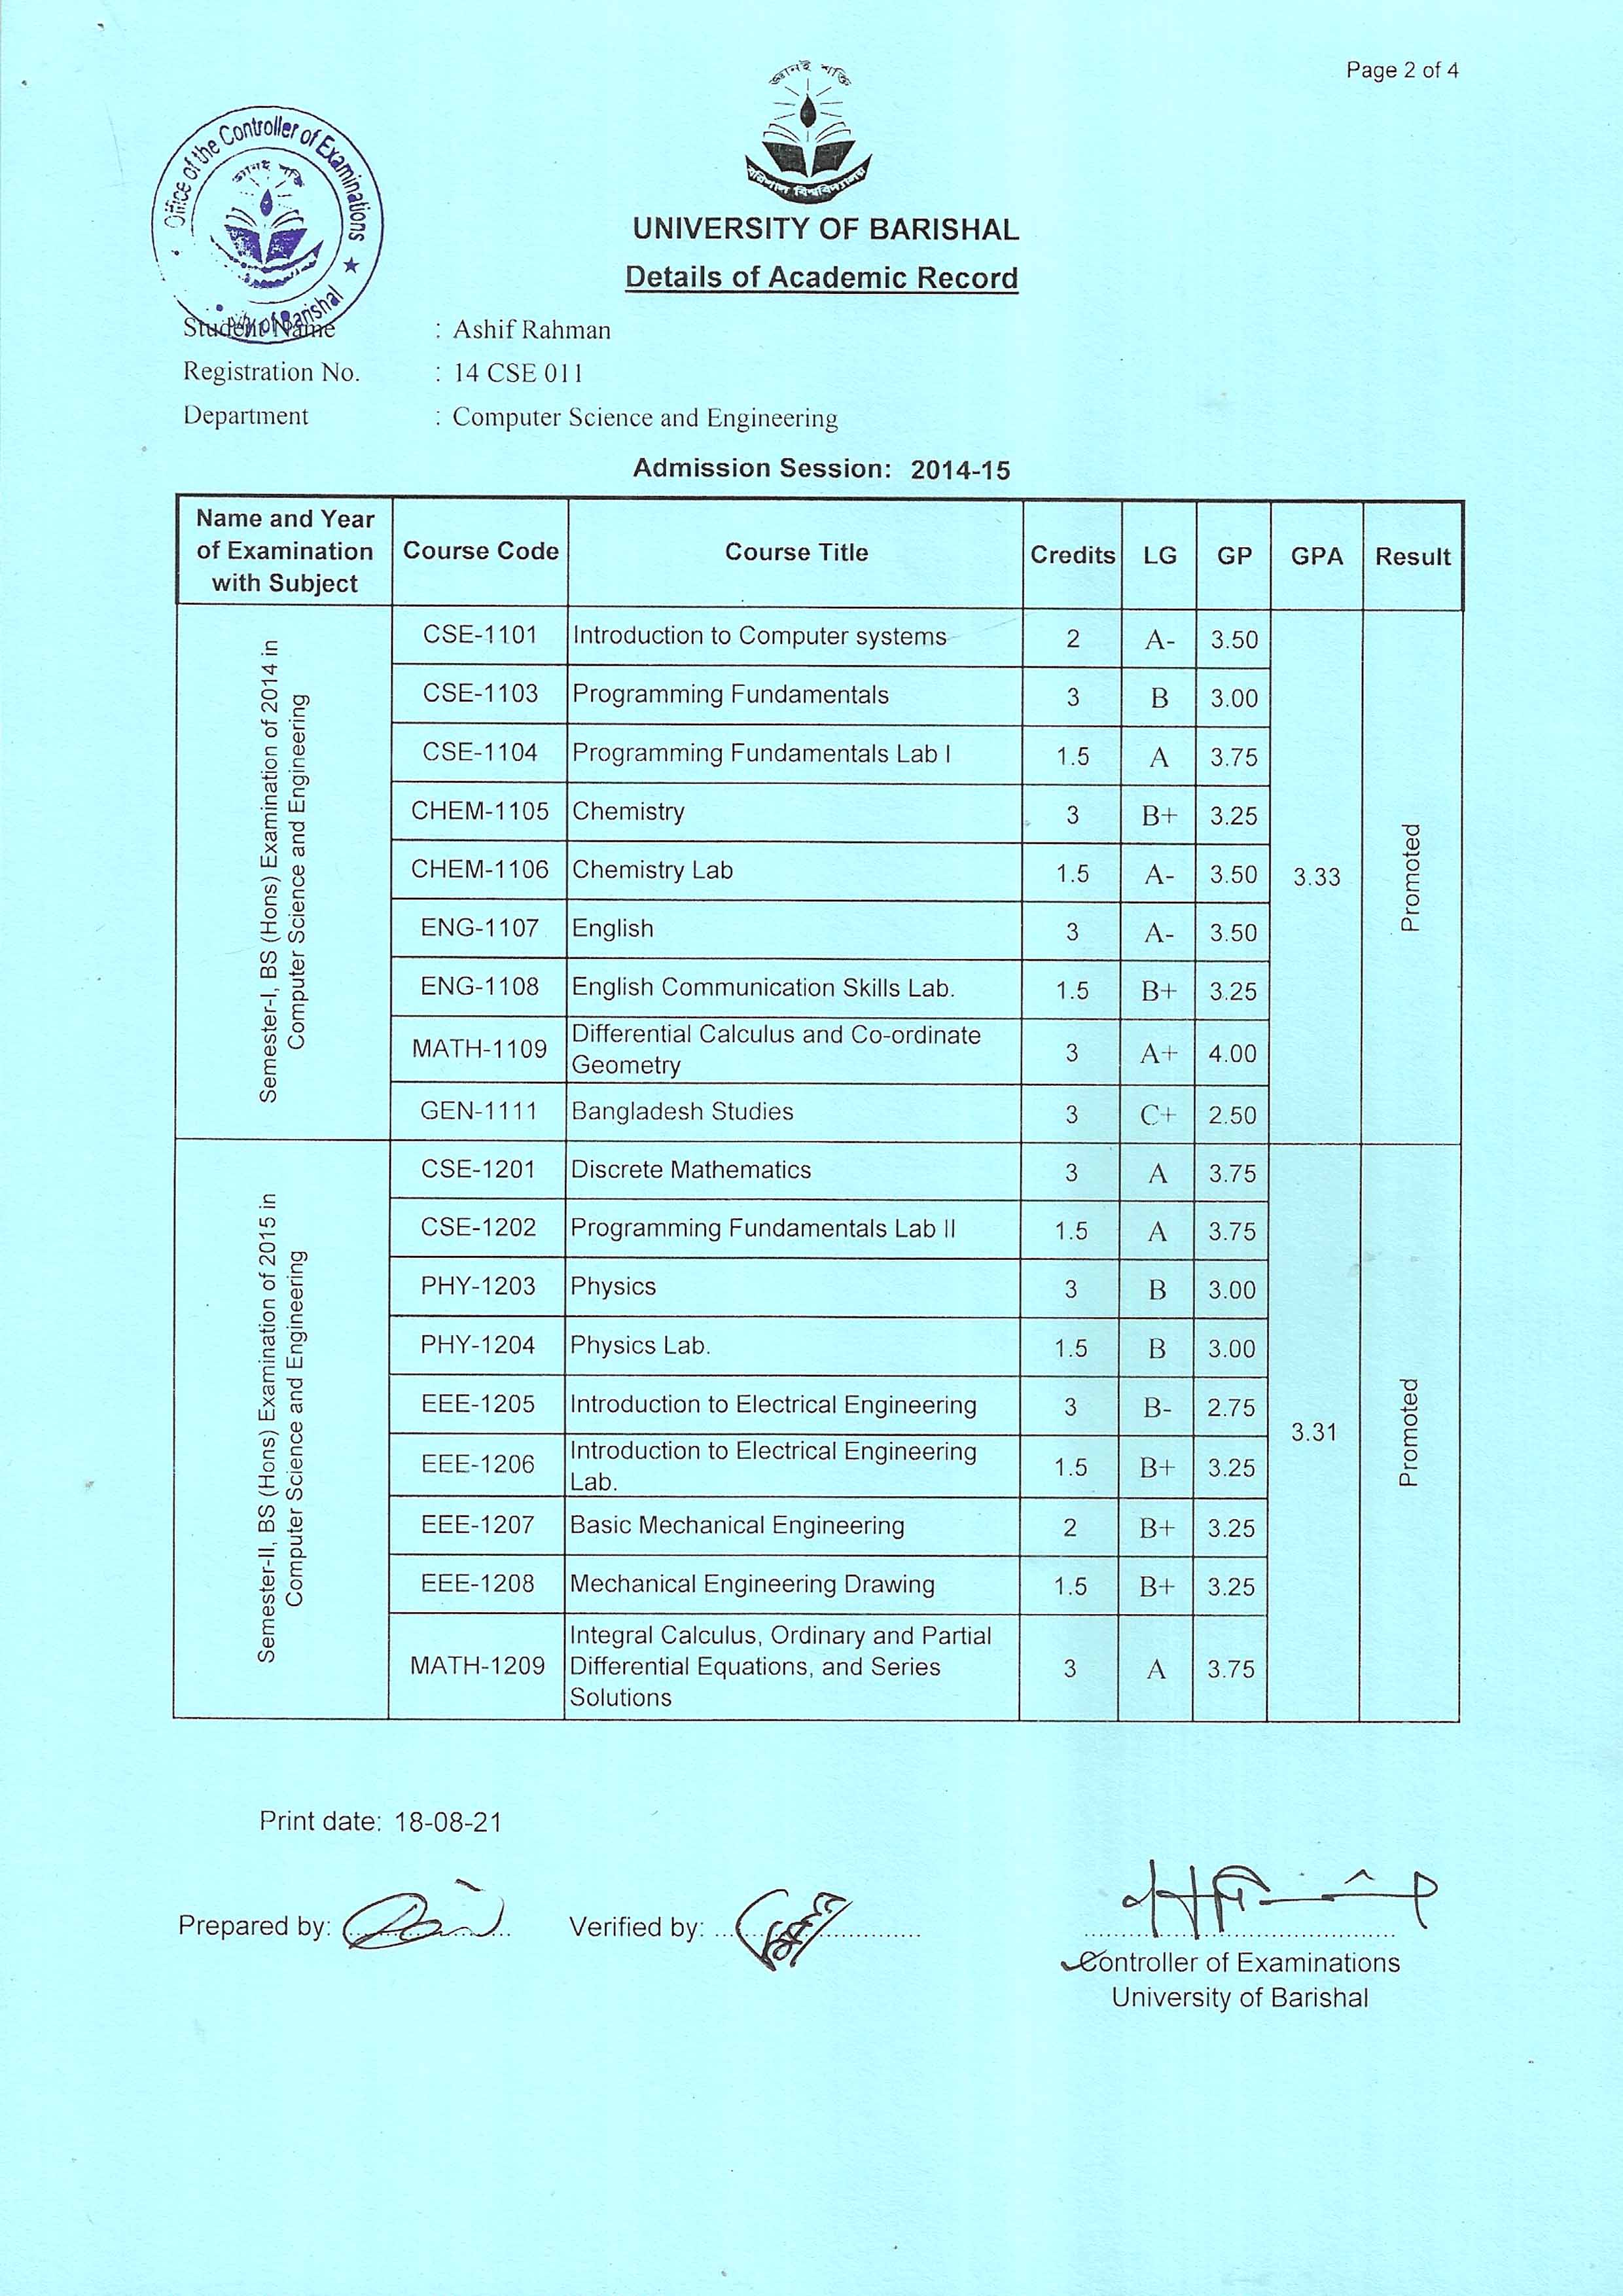 Page 2 of 4
জ্ঞানই শক্তি
বরিশাল বিশ্ববিদ্যালয়
Office of the Controller of Examinations
জ্ঞানই শক্তি
of Barishal
UNIVERSITY OF BARISHAL
Details of Academic Record
Student Name : Ashif Rahman
Registration No. : 14 CSE 011
Department : Computer Science and Engineering
Admission Session: 2014-15
Name and Year of Examination with Subject Course Code Course Title Credits LG GP GPA Result
Semester-I, BS (Hons) Examination of 2014 in
Computer Science and Engineering
CSE-1101 Introduction to Computer systems 2 A- 3.50
CSE-1103 Programming Fundamentals 3 B 3.00
CSE-1104 Programming Fundamentals Lab I 1.5 A 3.75
CHEM-1105 Chemistry 3 B+ 3.25
CHEM-1106 Chemistry Lab 1.5 A- 3.50
ENG-1107 English 3 A- 3.50
ENG-1108 English Communication Skills Lab. 1.5 B+ 3.25
MATH-1109 Differential Calculus and Co-ordinate Geometry 3 A+ 4.00
GEN-1111 Bangladesh Studies 3 C+ 2.50
3.33
Promoted
Semester-II, BS (Hons) Examination of 2015 in
Computer Science and Engineering
CSE-1201 Discrete Mathematics 3 A 3.75
CSE-1202 Programming Fundamentals Lab II 1.5 A 3.75
PHY-1203 Physics 3 B 3.00
PHY-1204 Physics Lab. 1.5 B 3.00
EEE-1205 Introduction to Electrical Engineering 3 B- 2.75
EEE-1206 Introduction to Electrical Engineering Lab. 1.5 B+ 3.25
EEE-1207 Basic Mechanical Engineering 2 B+ 3.25
EEE-1208 Mechanical Engineering Drawing 1.5 B+ 3.25
MATH-1209 Integral Calculus, Ordinary and Partial Differential Equations, and Series Solutions 3 A 3.75
3.31
Promoted
Print date: 18-08-21
Prepared by:
Verified by:
Controller of Examinations
University of Barishal